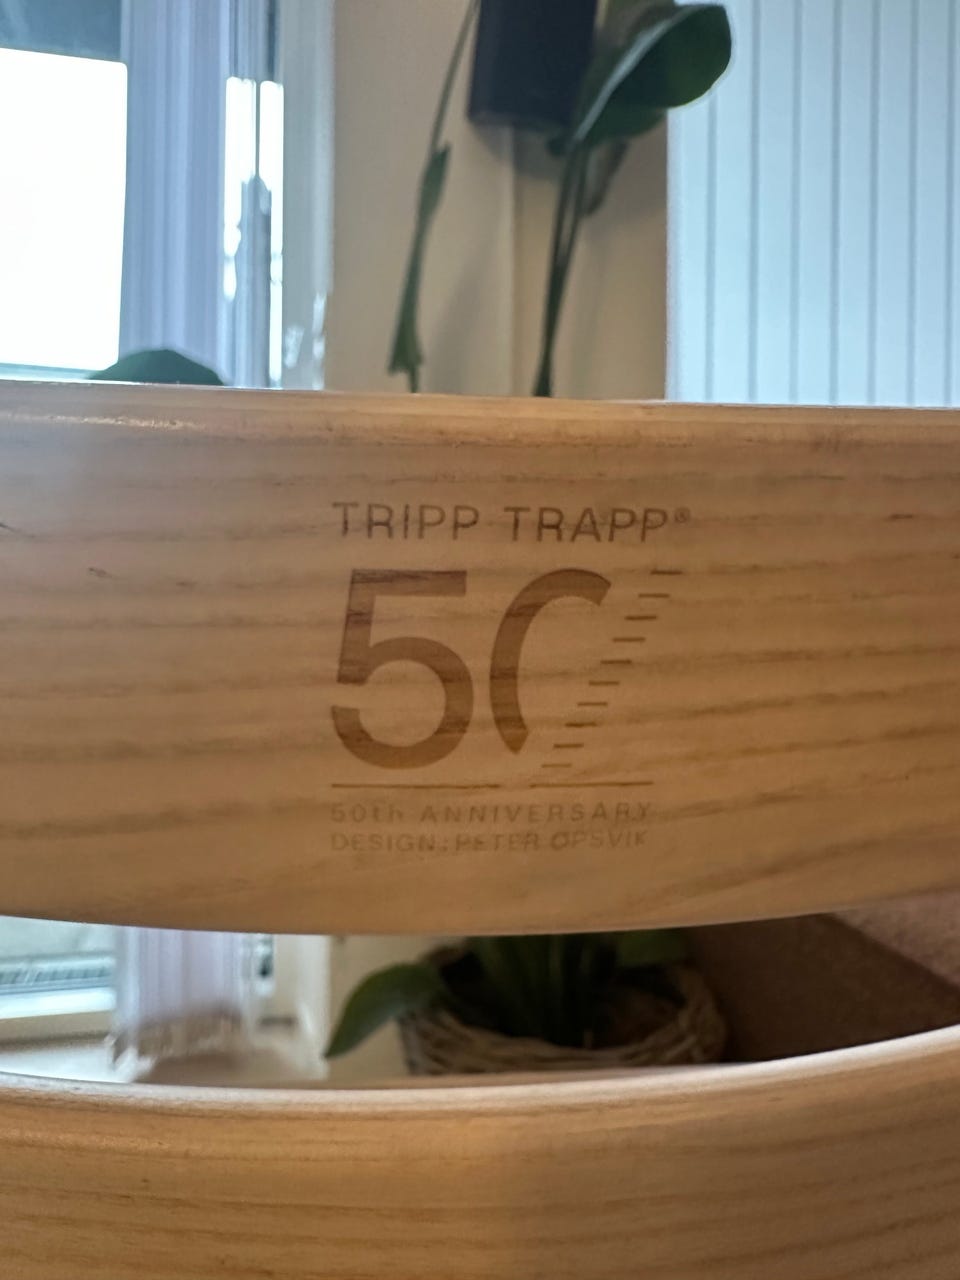 TRIPP TRAPP®
50
50th ANNIVERSARY
DESIGN: PETER OPSVIK